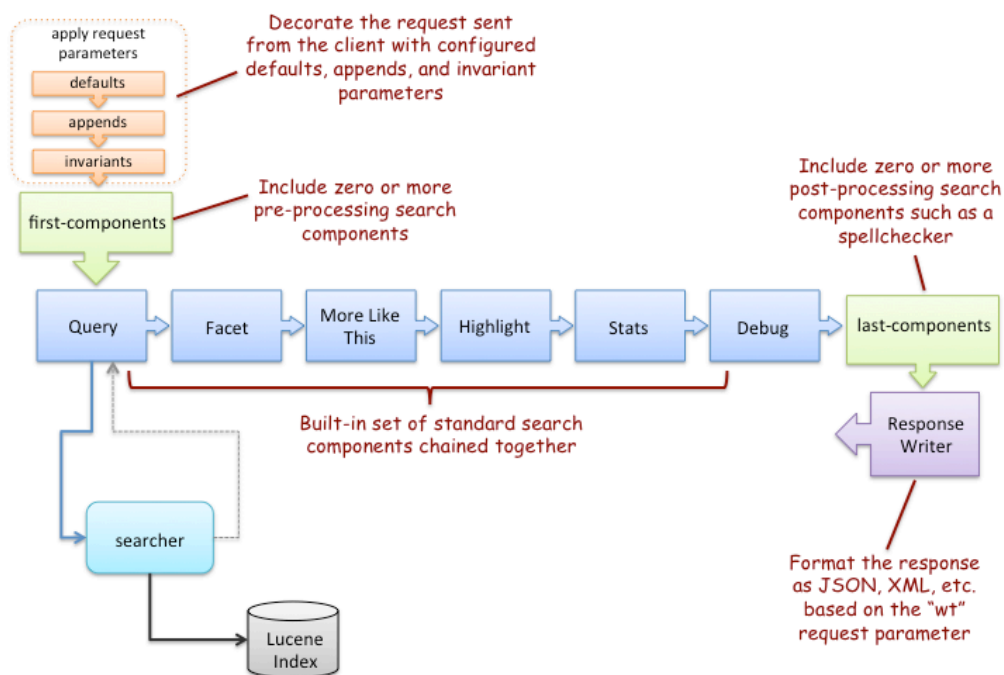 apply request
parameters
defaults
appends
invariants
Decorate the request sent
from the client with configured
defaults, appends, and invariant
parameters
first-components
Include zero or more
pre-processing search
components
Include zero or more
post-processing search
components such as a
spellchecker
Query
Facet
More Like
This
Highlight
Stats
Debug
last-components
Built-in set of standard search
components chained together
Response
Writer
searcher
Lucene
Index
Format the response
as JSON, XML, etc.
based on the “wt”
request parameter